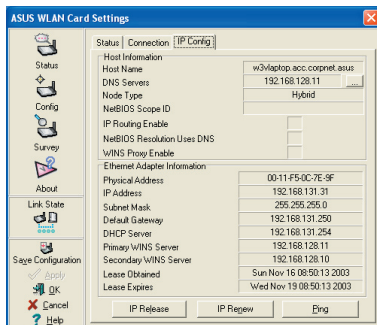 ASUS WLAN Card Settings
Status
Config
Survey
About
Link State
Save Configuration
Apply
OK
Cancel
Help
Status Connection IP Config
Host Information
Host Name w3vlaptop.acc.corpnet.asus
DNS Servers 192.168.128.11 ...
Node Type Hybrid
NetBIOS Scope ID
IP Routing Enable
NetBIOS Resolution Uses DNS
WINS Proxy Enable
Ethernet Adapter Information
Physical Address 00-11-F5-0C-7E-9F
IP Address 192.168.131.31
Subnet Mask 255.255.255.0
Default Gateway 192.168.131.250
DHCP Server 192.168.131.254
Primary WINS Server 192.168.128.11
Secondary WINS Server 192.168.128.10
Lease Obtained Sun Nov 16 08:50:13 2003
Lease Expires Wed Nov 19 08:50:13 2003
IP Release IP Renew Ping